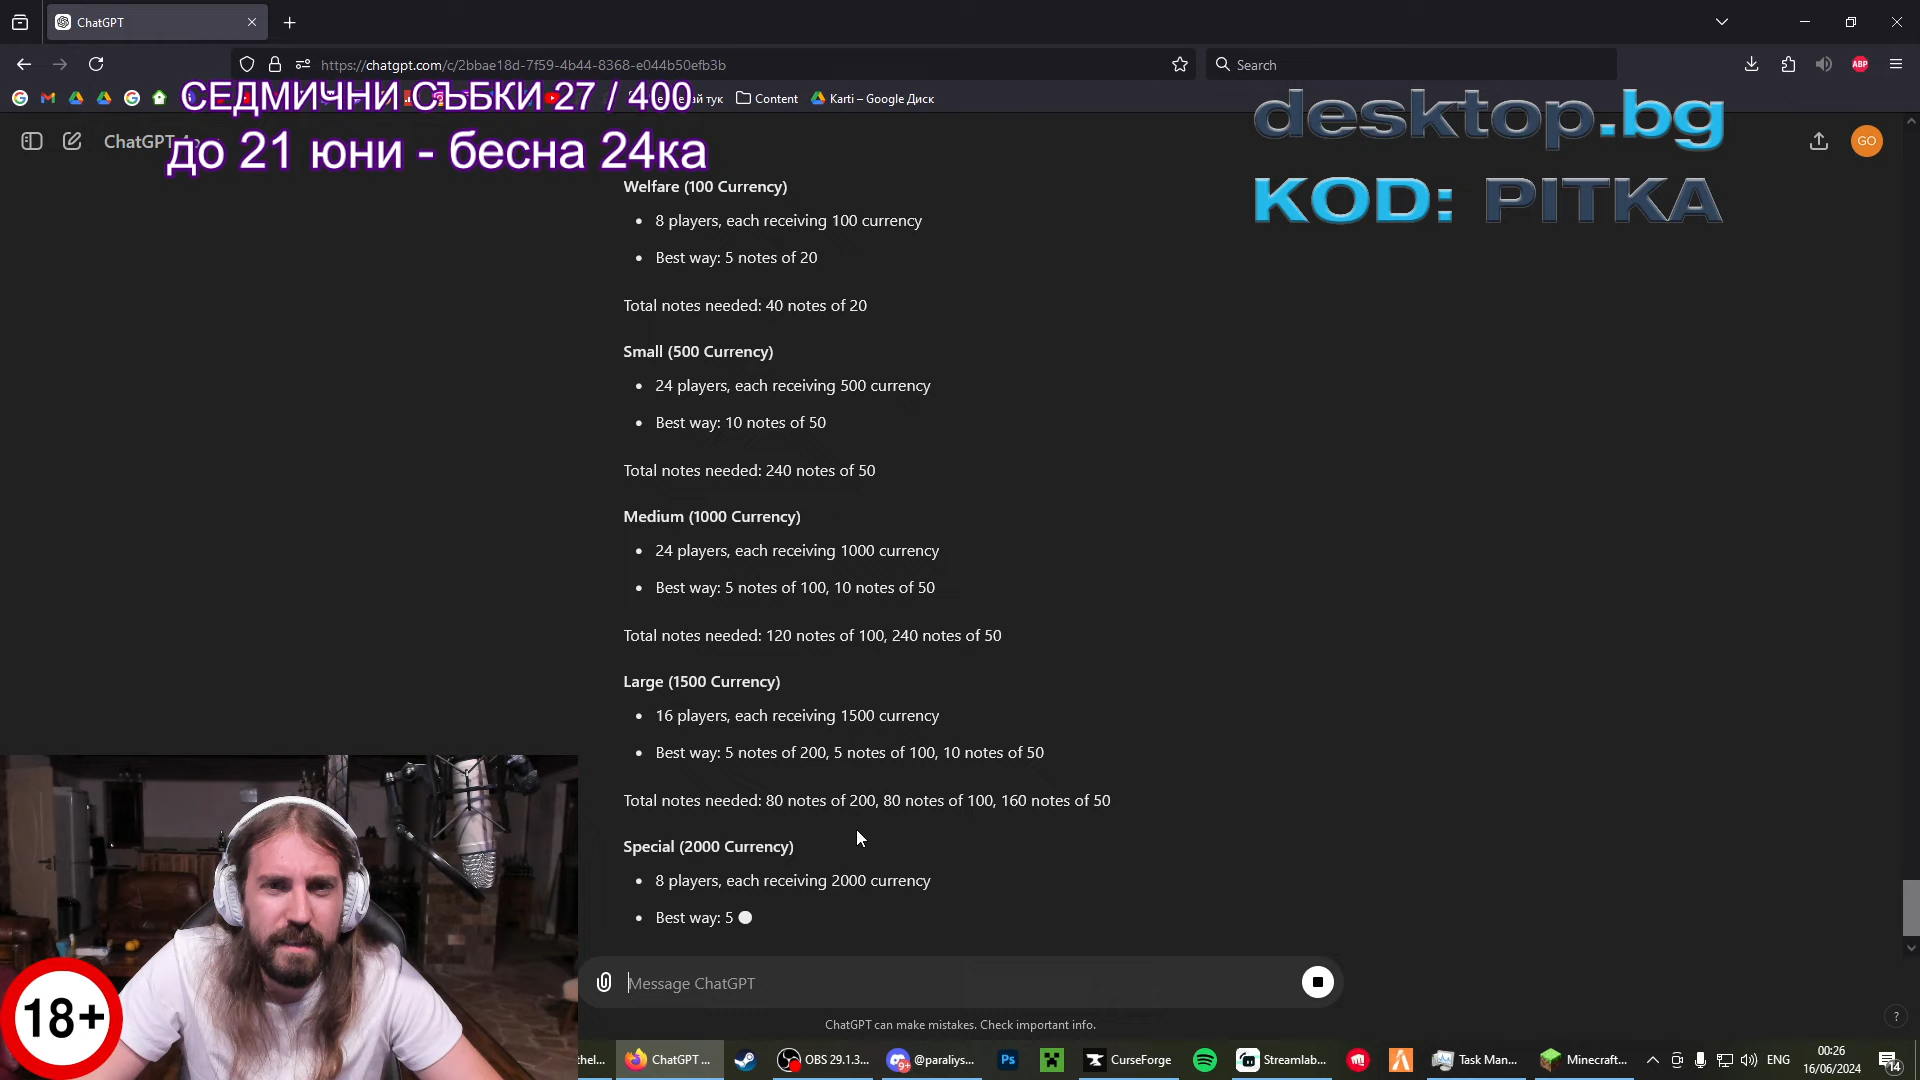 ChatGPT
https://chatgpt.com/c/2bbae18d-7f59-4b44-8368-e044b50efb3b
Search
ABP
СЕДМИЧНИ СЪБКИ 27 / 400
тук
Content
Karti – Google Диск
до 21 юни - бесна 24ка
desktop.bg
KOD: PITKA
ChatGPT
GO
Welfare (100 Currency)
• 8 players, each receiving 100 currency
• Best way: 5 notes of 20
Total notes needed: 40 notes of 20
Small (500 Currency)
• 24 players, each receiving 500 currency
• Best way: 10 notes of 50
Total notes needed: 240 notes of 50
Medium (1000 Currency)
• 24 players, each receiving 1000 currency
• Best way: 5 notes of 100, 10 notes of 50
Total notes needed: 120 notes of 100, 240 notes of 50
Large (1500 Currency)
• 16 players, each receiving 1500 currency
• Best way: 5 notes of 200, 5 notes of 100, 10 notes of 50
Total notes needed: 80 notes of 200, 80 notes of 100, 160 notes of 50
Special (2000 Currency)
• 8 players, each receiving 2000 currency
• Best way: 5
Message ChatGPT
ChatGPT can make mistakes. Check important info.
?
18+
thel...
ChatGPT ...
OBS 29.1.3...
9+
@paraliys...
Ps
CurseForge
Streamlab...
Task Man...
Minecraft...
ENG
00:26
16/06/2024
14